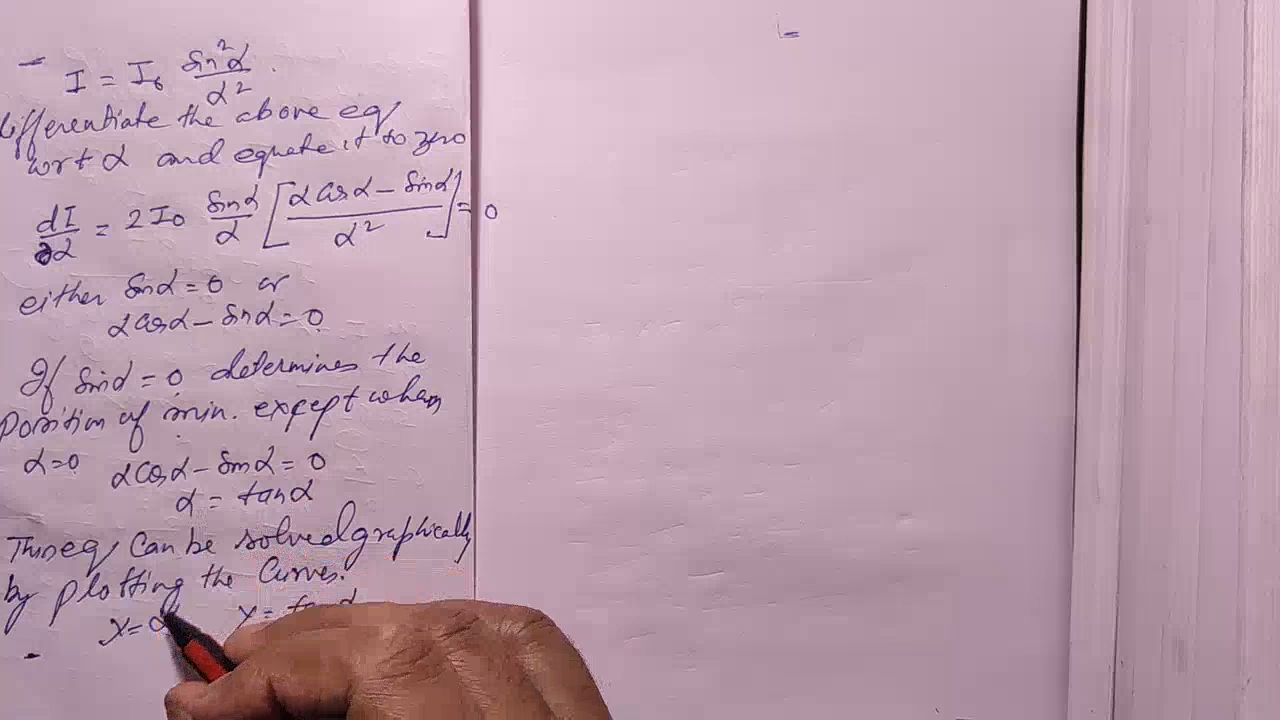 I = I₀ sin²α / α²
differentiate the above eq
wrt α and equate it to zero
dI/dα = 2I₀ sinα/α [(α cosα – sinα)/α²] = 0
either sinα = 0 or
α cosα – sinα = 0
If sinα = 0 determines the
Position of min. except when
α = 0 α cosα – sinα = 0
α = tanα
This eq can be solved graphically
by plotting the Curves.
y = α y = tanα